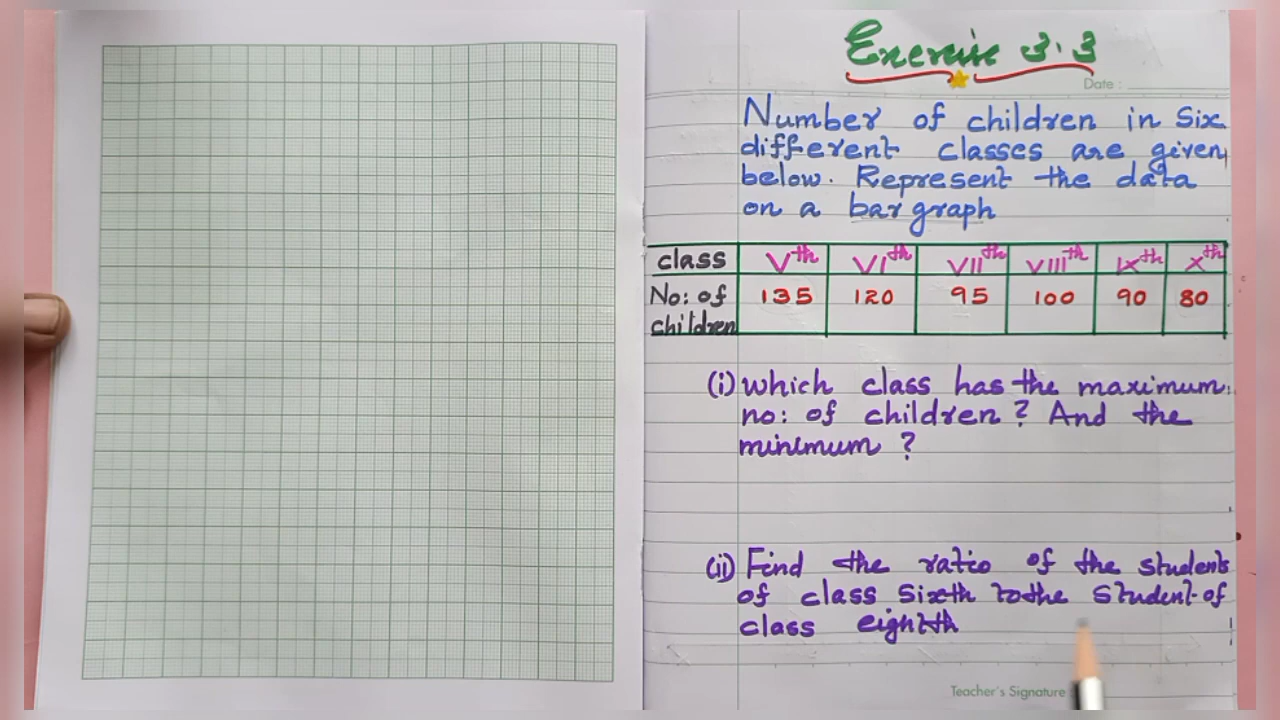 Exercise 3.3
Date :
Number of children in six
different classes are given
below. Represent the data
on a bar graph
class Vth VIth VIIth VIIIth IXth Xth
No: of 135 120 95 100 90 80
children
(i) which class has the maximum
no: of children? And the
minimum?
(ii) Find the ratio of the students
of class sixth to the student of
class eighth
Teacher's Signature